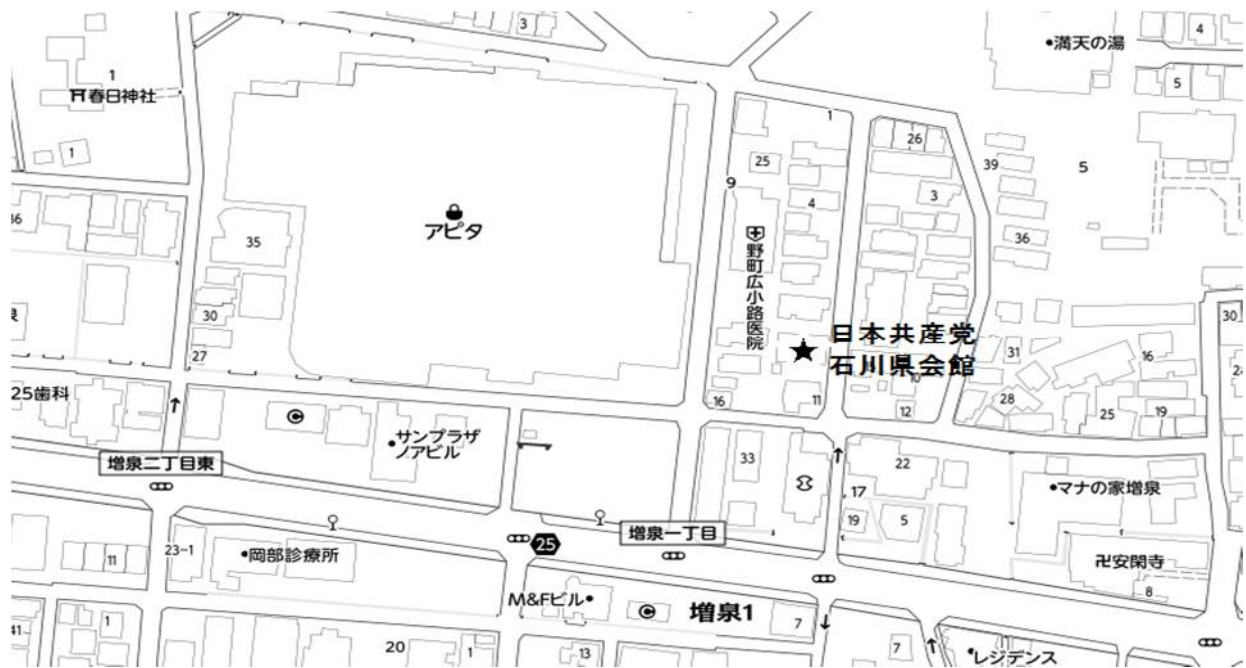 3
4
満天の湯
1
春日神社
5
1
1
26
25
39
5
9
3
4
36
35
アピタ
36
野町広小路医院
30
30
日本共産党
石川県会館
31
16
27
10
28
25歯科
16
11
12
25
19
サンプラザ
ノアビル
33
22
増泉二丁目東
17
マナの家増泉
19
5
増泉一丁目
25
11
23-1
岡部診療所
卍安閑寺
8
M&Fビル
増泉1
7
1
41
20
1
13
7
レジデンス